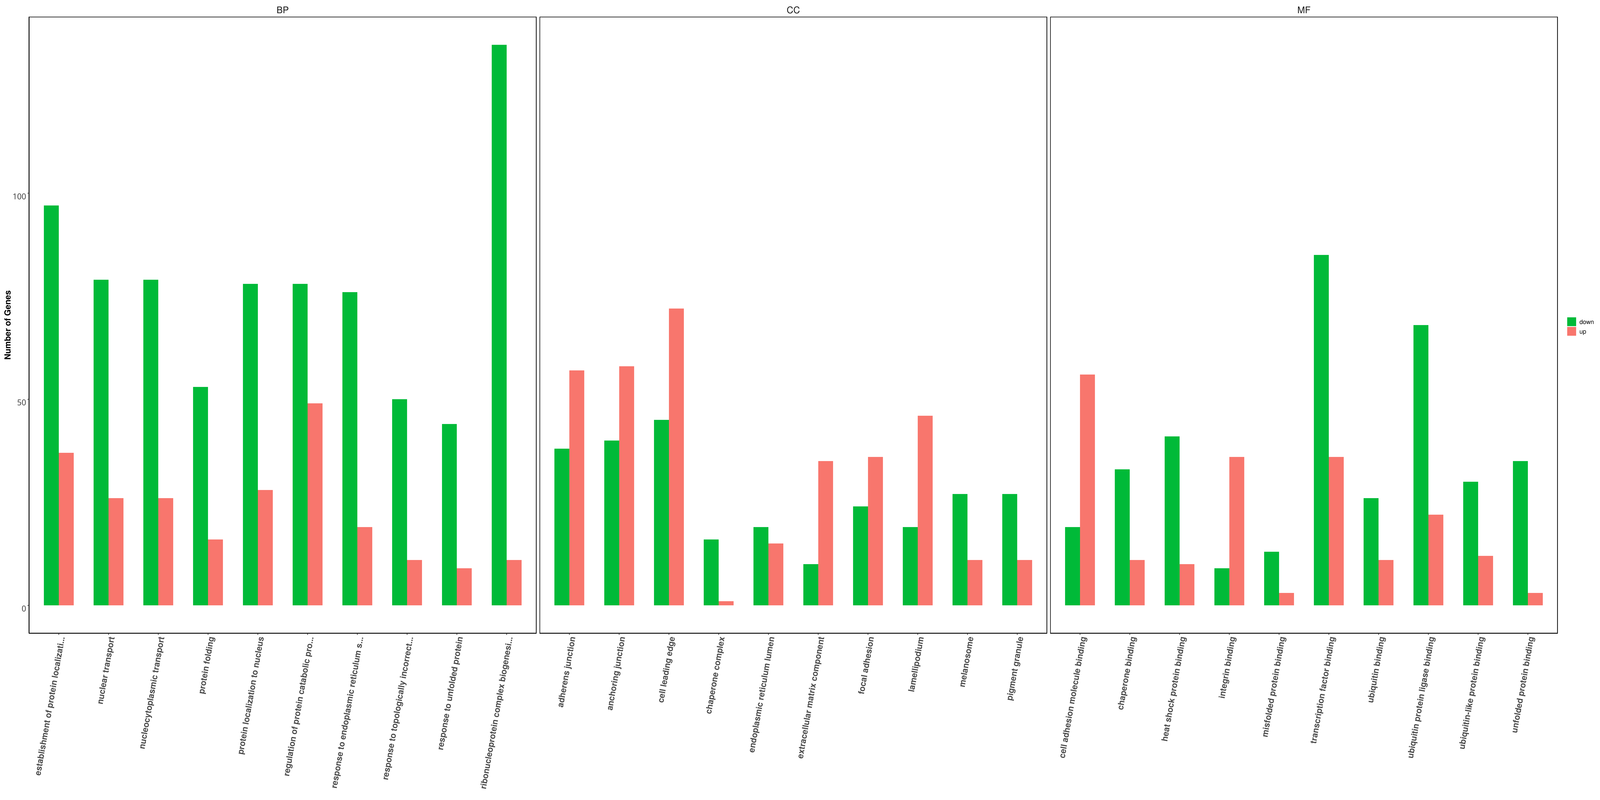 BP
CC
MF
Number of Genes
100
50
0
establishment of protein localizati...
nuclear transport
nucleocytoplasmic transport
protein folding
protein localization to nucleus
regulation of protein catabolic pro...
response to endoplasmic reticulum s...
response to topologically incorrect...
response to unfolded protein
ribonucleoprotein complex biogenesi...
adherens junction
anchoring junction
cell leading edge
chaperone complex
endoplasmic reticulum lumen
extracellular matrix component
focal adhesion
lamellipodium
melanosome
pigment granule
cell adhesion molecule binding
chaperone binding
heat shock protein binding
integrin binding
misfolded protein binding
transcription factor binding
ubiquitin binding
ubiquitin protein ligase binding
ubiquitin-like protein binding
unfolded protein binding
down
up